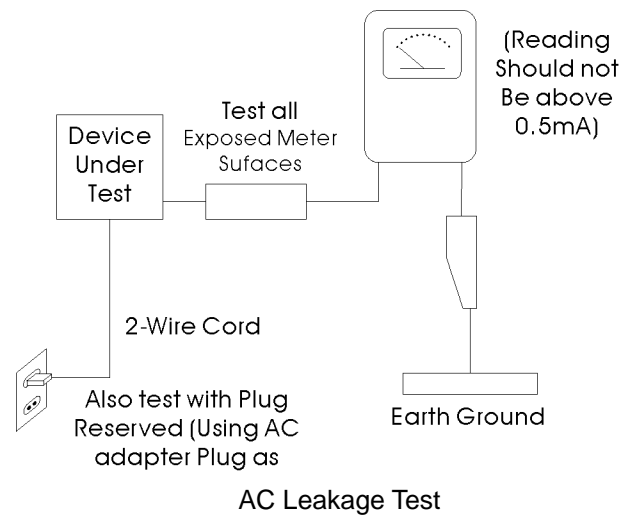 (Reading
Should not
Be above
0.5mA)
Test all
Exposed Meter
Sufaces
Device
Under
Test
2-Wire Cord
Also test with Plug
Reserved (Using AC
adapter Plug as
Earth Ground
AC Leakage Test